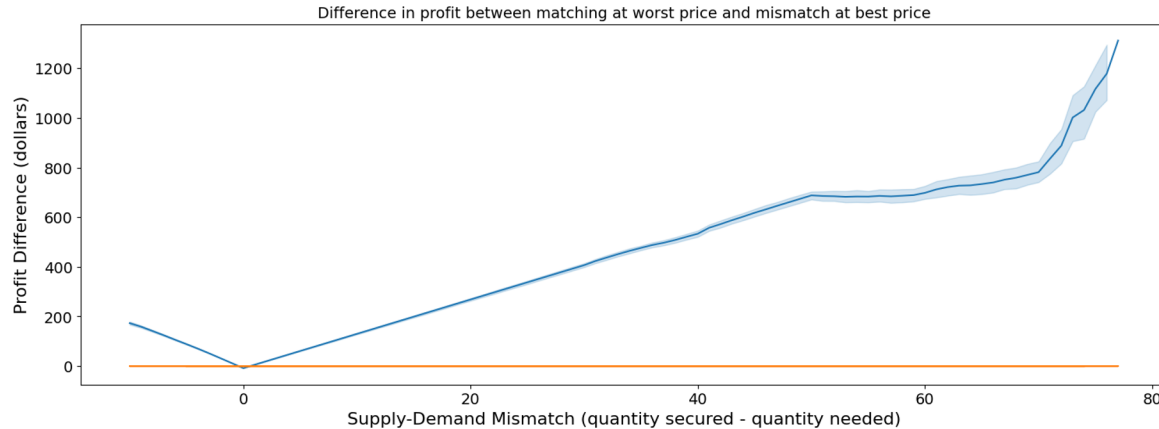 Difference in profit between matching at worst price and mismatch at best price
1200
1000
800
600
400
200
0
Profit Difference (dollars)
0 20 40 60 80
Supply-Demand Mismatch (quantity secured - quantity needed)